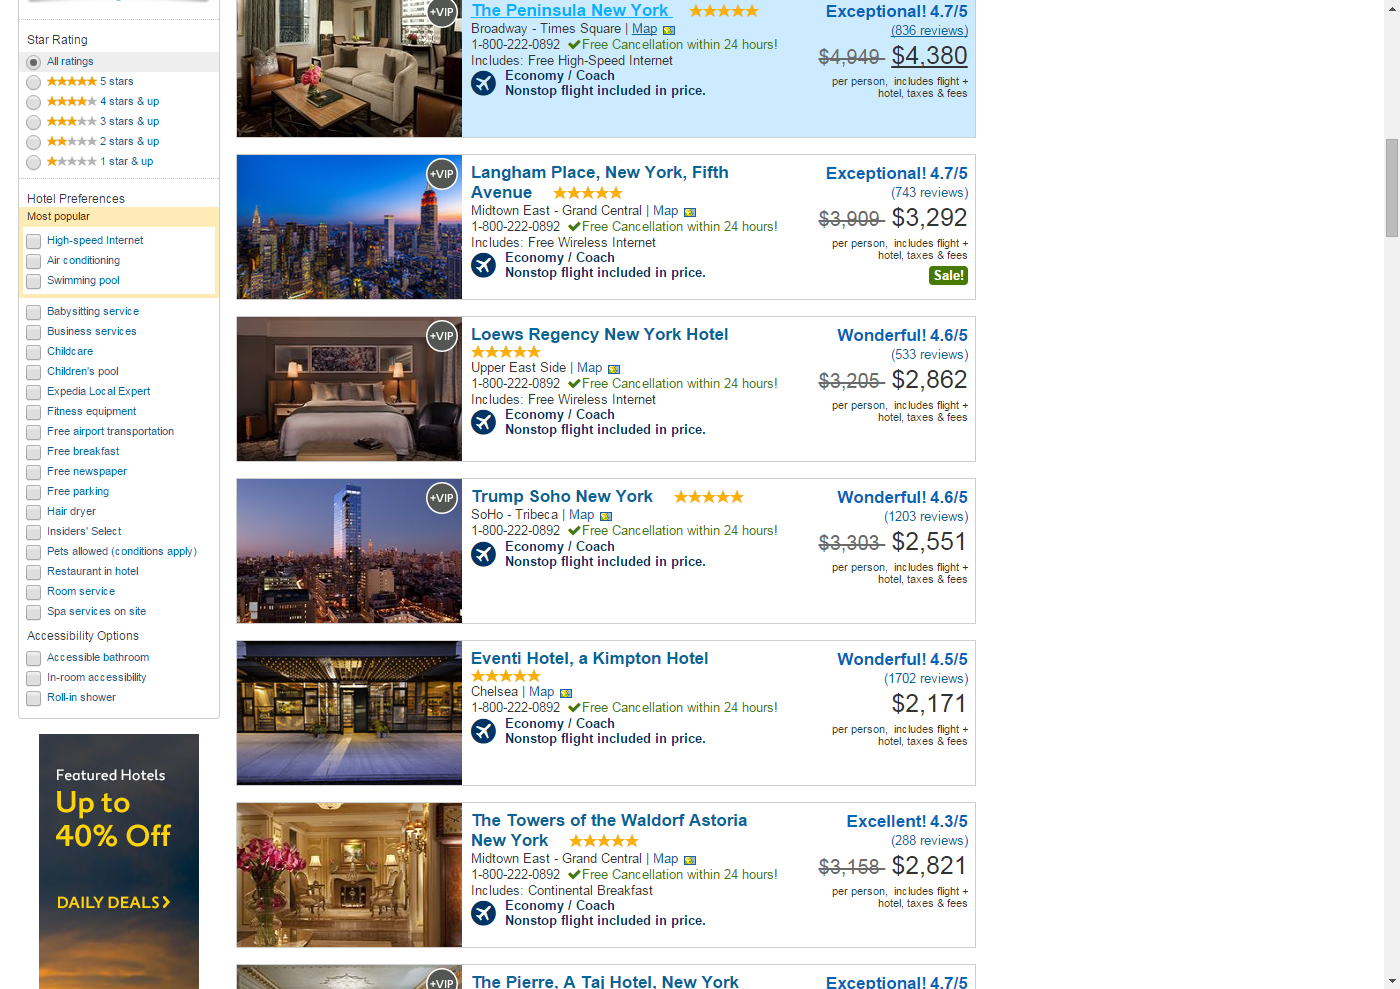 Star Rating
All ratings
5 stars
4 stars & up
3 stars & up
2 stars & up
1 star & up
Hotel Preferences
Most popular
High-speed Internet
Air conditioning
Swimming pool
Babysitting service
Business services
Childcare
Children's pool
Expedia Local Expert
Fitness equipment
Free airport transportation
Free breakfast
Free newspaper
Free parking
Hair dryer
Insiders' Select
Pets allowed (conditions apply)
Restaurant in hotel
Room service
Spa services on site
Accessibility Options
Accessible bathroom
In-room accessibility
Roll-in shower
Featured Hotels
Up to
40% Off
DAILY DEALS
+VIP
The Peninsula New York
Broadway - Times Square | Map
1-800-222-0892 Free Cancellation within 24 hours!
Includes: Free High-Speed Internet
Economy / Coach
Nonstop flight included in price.
Exceptional! 4.7/5
(836 reviews)
$4,949 $4,380
per person, includes flight +
hotel, taxes & fees
+VIP
Langham Place, New York, Fifth
Avenue
Midtown East - Grand Central | Map
1-800-222-0892 Free Cancellation within 24 hours!
Includes: Free Wireless Internet
Economy / Coach
Nonstop flight included in price.
Exceptional! 4.7/5
(743 reviews)
$3,909 $3,292
per person, includes flight +
hotel, taxes & fees
Sale!
+VIP
Loews Regency New York Hotel
Upper East Side | Map
1-800-222-0892 Free Cancellation within 24 hours!
Includes: Free Wireless Internet
Economy / Coach
Nonstop flight included in price.
Wonderful! 4.6/5
(533 reviews)
$3,205 $2,862
per person, includes flight +
hotel, taxes & fees
+VIP
Trump Soho New York
SoHo - Tribeca | Map
1-800-222-0892 Free Cancellation within 24 hours!
Economy / Coach
Nonstop flight included in price.
Wonderful! 4.6/5
(1203 reviews)
$3,303 $2,551
per person, includes flight +
hotel, taxes & fees
Eventi Hotel, a Kimpton Hotel
Chelsea | Map
1-800-222-0892 Free Cancellation within 24 hours!
Economy / Coach
Nonstop flight included in price.
Wonderful! 4.5/5
(1702 reviews)
$2,171
per person, includes flight +
hotel, taxes & fees
The Towers of the Waldorf Astoria
New York
Midtown East - Grand Central | Map
1-800-222-0892 Free Cancellation within 24 hours!
Includes: Continental Breakfast
Economy / Coach
Nonstop flight included in price.
Excellent! 4.3/5
(288 reviews)
$3,158 $2,821
per person, includes flight +
hotel, taxes & fees
+VIP
The Pierre, A Taj Hotel, New York
Exceptional! 4.7/5